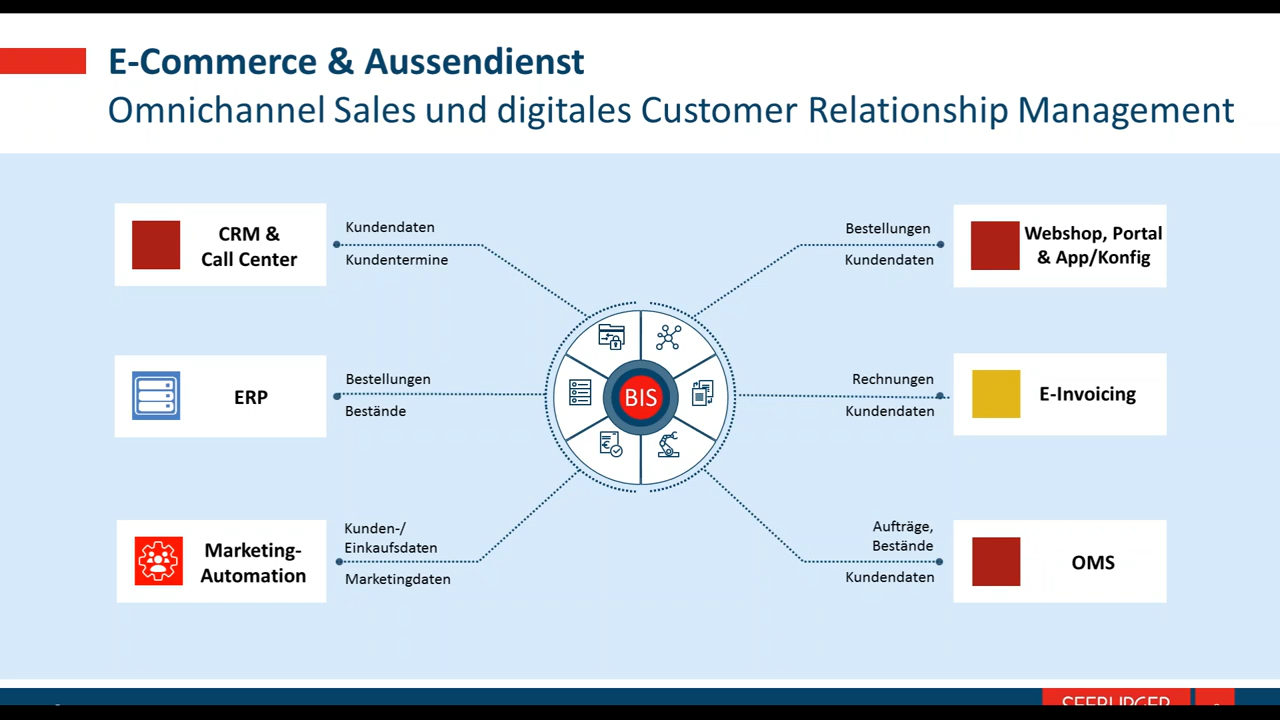 E-Commerce & Aussendienst
Omnichannel Sales und digitales Customer Relationship Management
CRM &
Call Center
Kundendaten
Kundentermine
Bestellungen
Kundendaten
Webshop, Portal
& App/Konfig
ERP
Bestellungen
Bestände
BIS
Rechnungen
Kundendaten
E-Invoicing
Marketing-
Automation
Kunden-/
Einkaufsdaten
Marketingdaten
Aufträge,
Bestände
Kundendaten
OMS
SEEBURGER